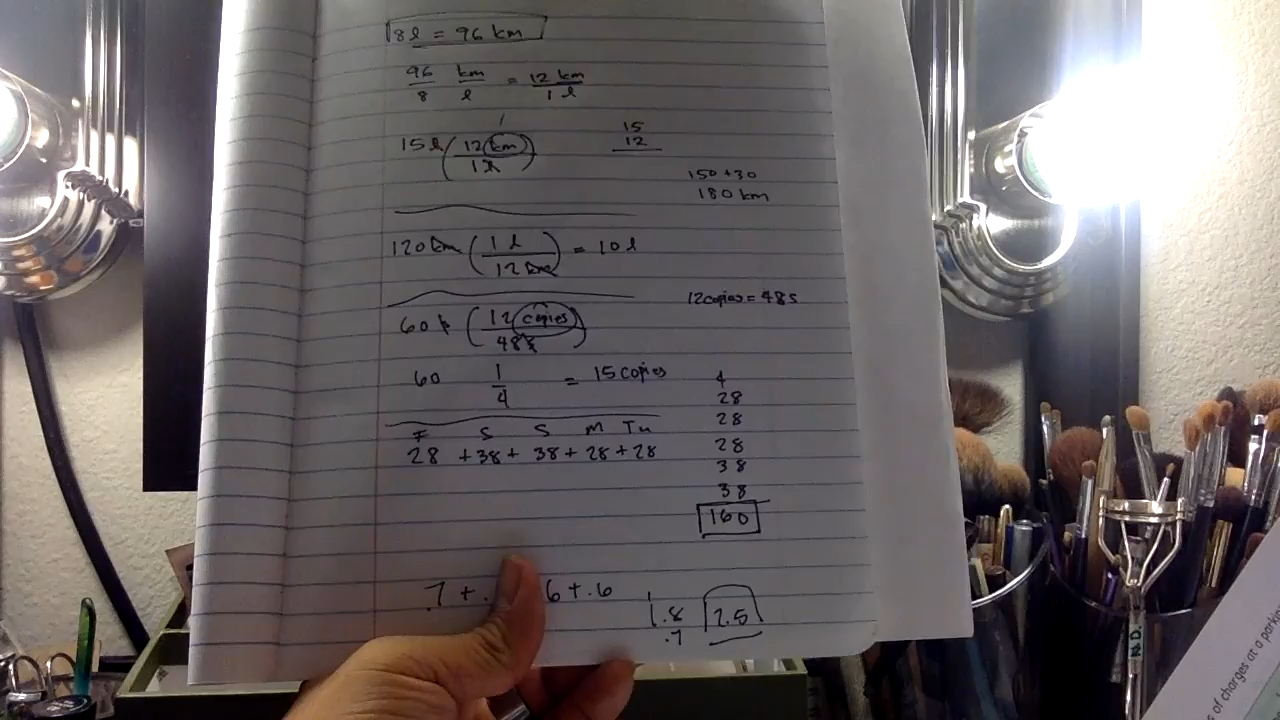 8l = 96 km
96/8 km/l = 12 km/1 l
15 l (12 km/1 l)
15
12
150 + 30
180 km
120 km (1 l/12 km) = 10 l
12 copies = 48 s
60 s (12 copies/48 s)
60 1/4 = 15 copies
F S S M Tu
28 + 38 + 38 + 28 + 28
4
28
28
28
38
38
160
.7 + . 6 + .6
1.8
.7
2.5
of charges at a